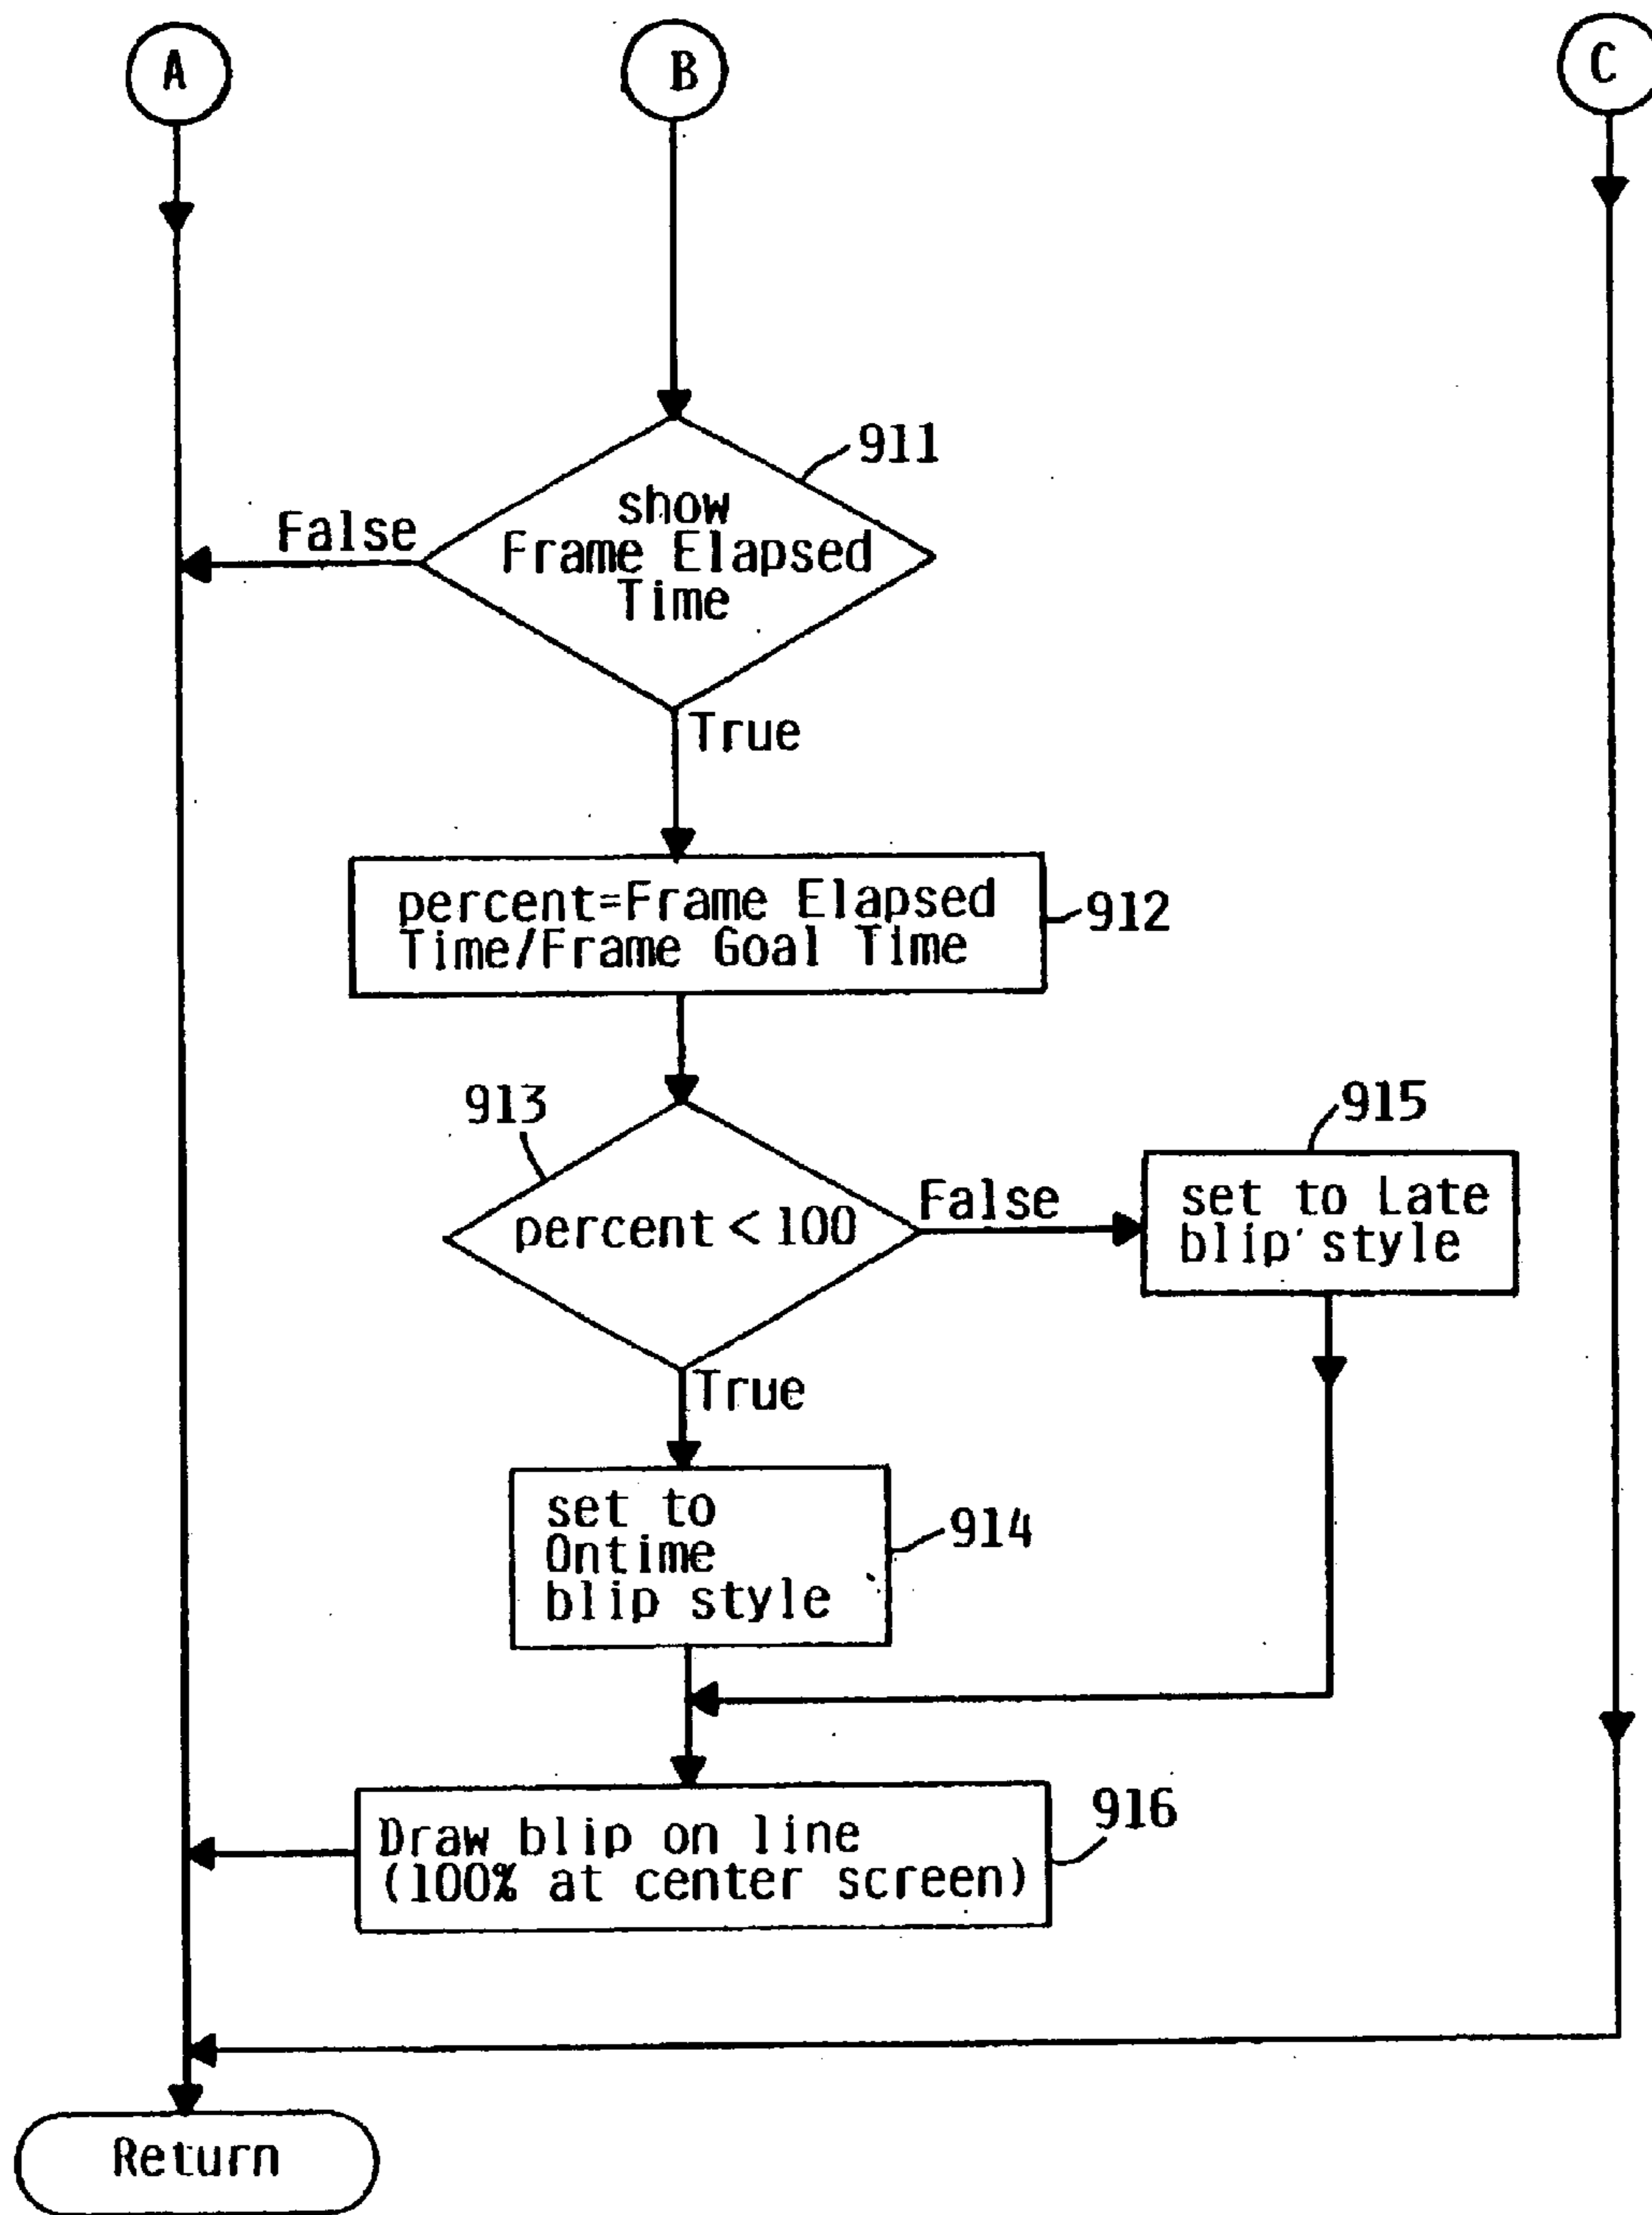 A
B
C
911
show
Frame Elapsed
Time
False
True
percent=Frame Elapsed
Time/Frame Goal Time
912
913
percent < 100
False
915
set to Late
blip style
True
set to
Ontime
blip style
914
Draw blip on line
(100% at center screen)
916
Return